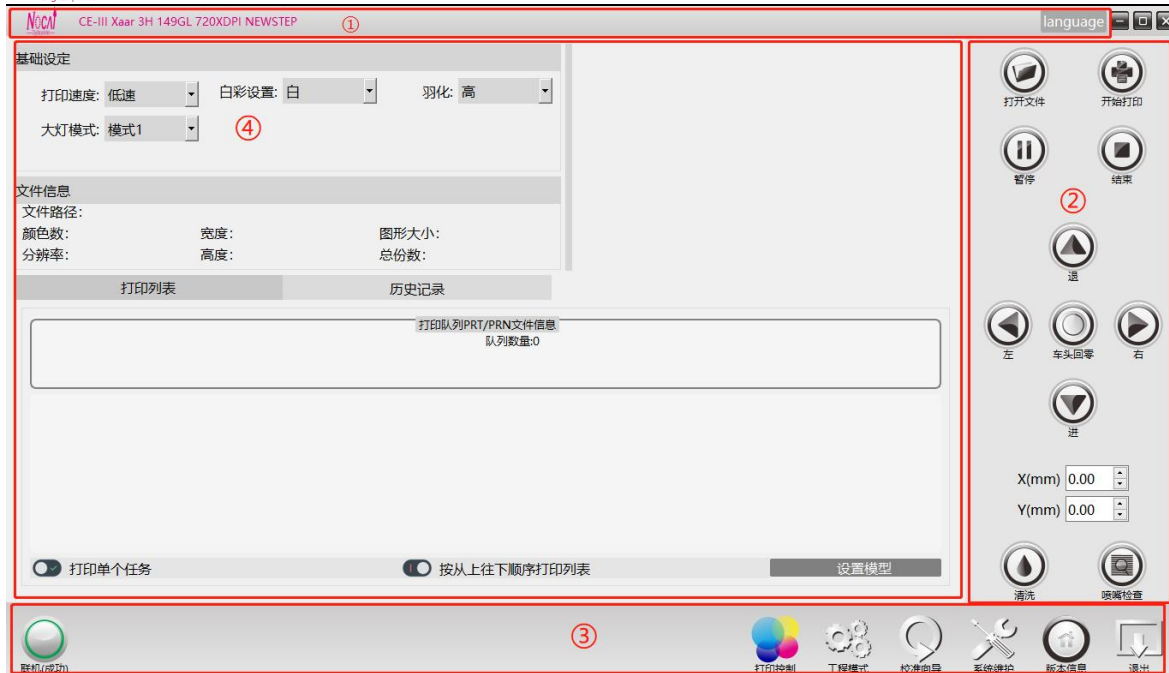 Nocai CE-III Xaar 3H 149GL 720XDPI NEWSTEP ① language
基础设定
打印速度: 低速 白彩设置: 白 羽化: 高
大灯模式: 模式1 ④
文件信息
文件路径:
颜色数: 宽度: 图形大小:
分辨率: 高度: 总份数:
打印列表 历史记录
打印队列PRT/PRN文件信息
队列数量:0
打印单个任务 按从上往下顺序打印列表 设置模型
打开文件 开始打印
暂停 结束
②
退
左 车头回零 右
进
X(mm) 0.00
Y(mm) 0.00
清洗 喷嘴检查
③
联机(成功) 打印控制 工程模式 校准向导 系统维护 版本信息 退出